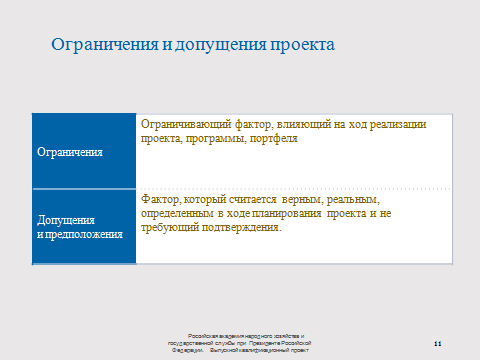 Ограничения и допущения проекта
Ограничения
Ограничивающий фактор, влияющий на ход реализации
проекта, программы, портфеля
Допущения
и предположения
Фактор, который считается верным, реальным,
определенным в ходе планирования проекта и не
требующий подтверждения.
Российская академия народного хозяйства и
государственной службы при Президенте Российской
Федерации. Выпускной квалификационный проект
11